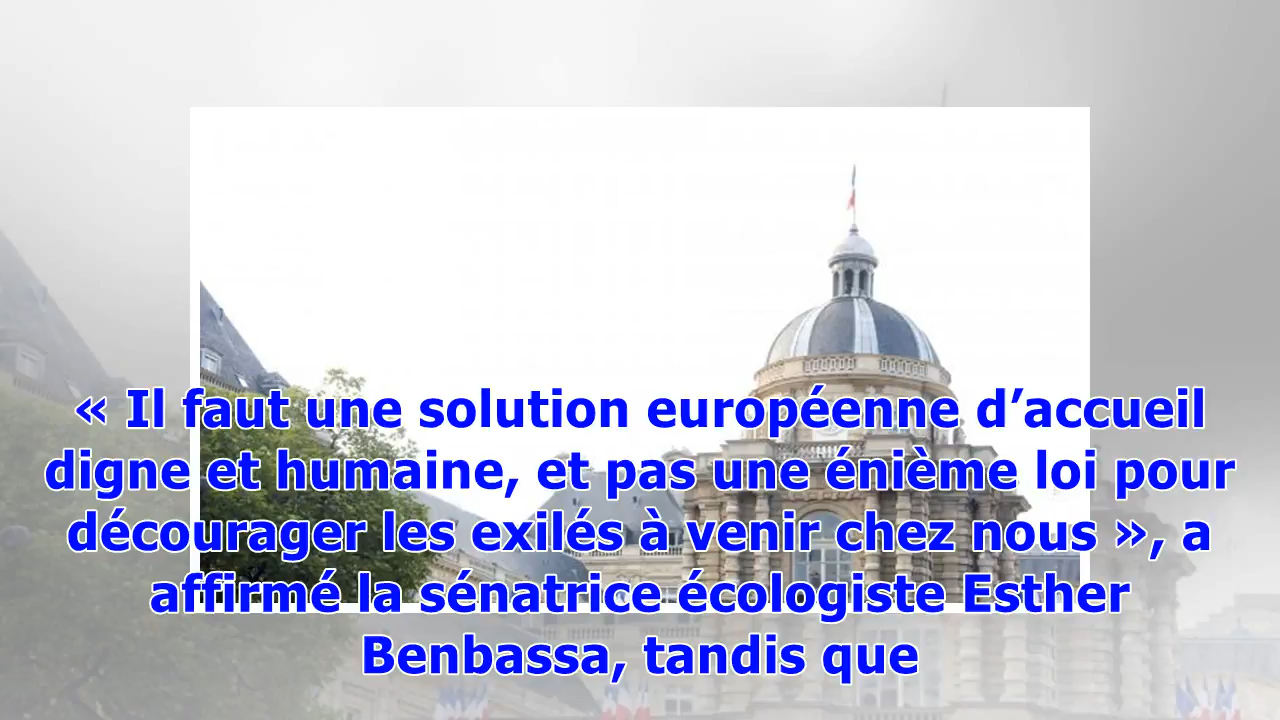 « Il faut une solution européenne d’accueil
digne et humaine, et pas une énième loi pour
décourager les exilés à venir chez nous », a
affirmé la sénatrice écologiste Esther
Benbassa, tandis que